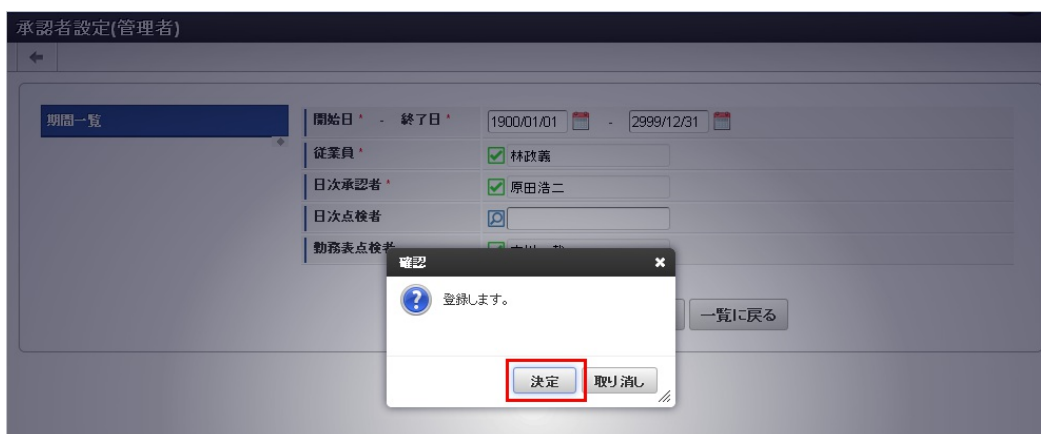 承認者設定(管理者)
期間一覧
開始日* - 終了日* 1900/01/01 - 2999/12/31
従業員* 林政義
日次承認者* 原田浩二
日次点検者
勤務表点検者
確認
登録します。
一覧に戻る
決定 取り消し